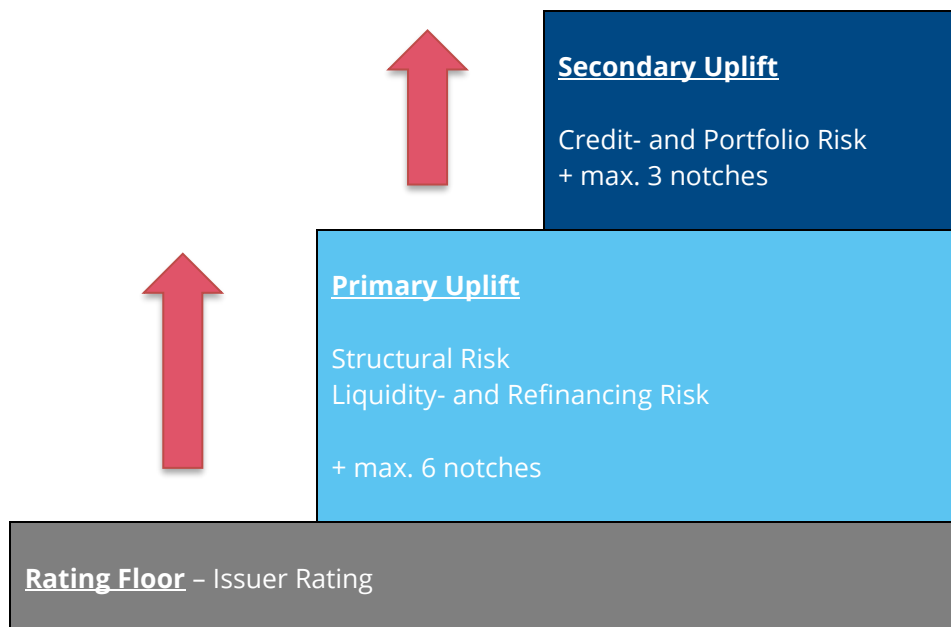 Secondary Uplift
Credit- and Portfolio Risk
+ max. 3 notches
Primary Uplift
Structural Risk
Liquidity- and Refinancing Risk
+ max. 6 notches
Rating Floor – Issuer Rating